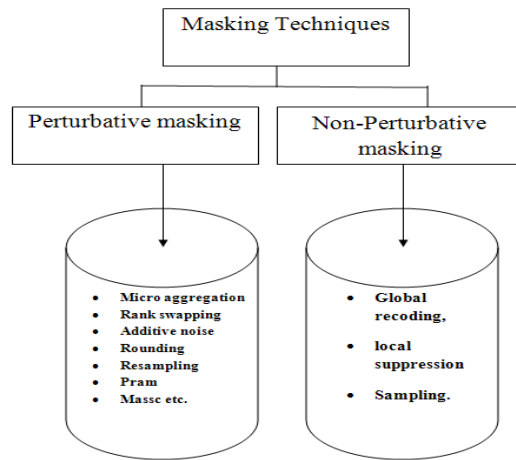 Masking Techniques
Perturbative masking
Non-Perturbative
masking
• Micro aggregation
• Rank swapping
• Additive noise
• Rounding
• Resampling
• Pram
• Massc etc.
• Global
recoding,
• local
suppression
• Sampling.